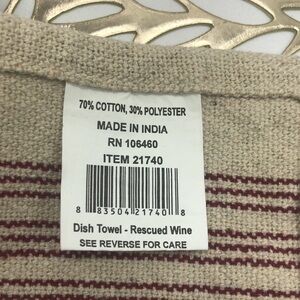 70% COTTON, 30% POLYESTER
MADE IN INDIA
RN 106460
ITEM 21740
8 83504 21740 8
Dish Towel - Rescued Wine
SEE REVERSE FOR CARE